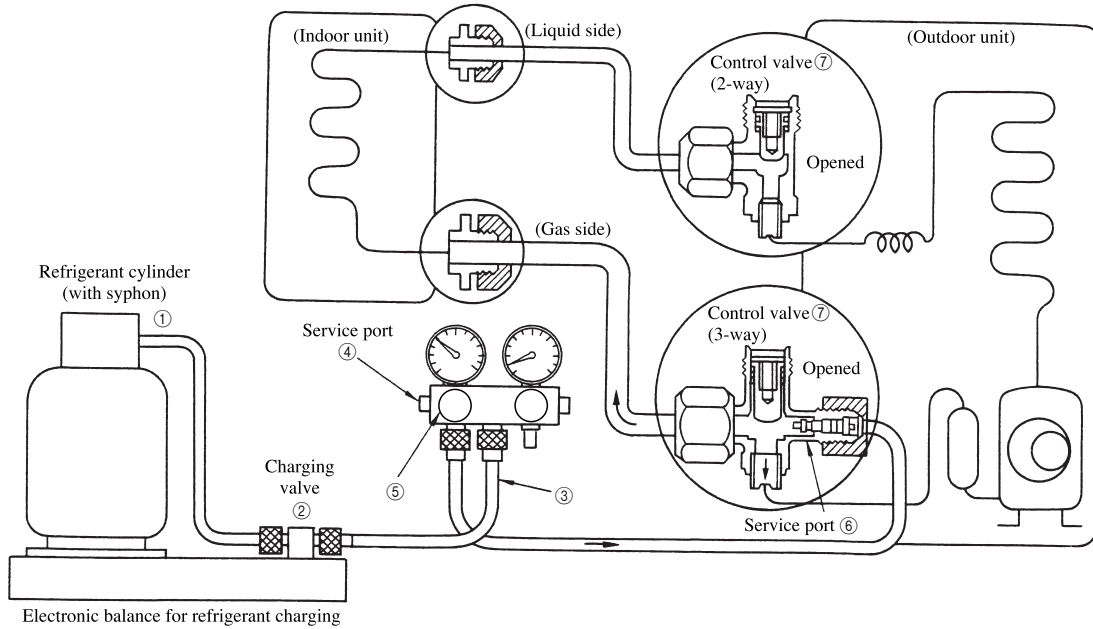 (Indoor unit)
(Liquid side)
(Outdoor unit)
Control valve ⑦
(2-way)
Opened
(Gas side)
Refrigerant cylinder
(with syphon)
①
Service port
④
Control valve ⑦
(3-way)
Opened
Charging
valve
②
⑤
③
Service port ⑥
Electronic balance for refrigerant charging